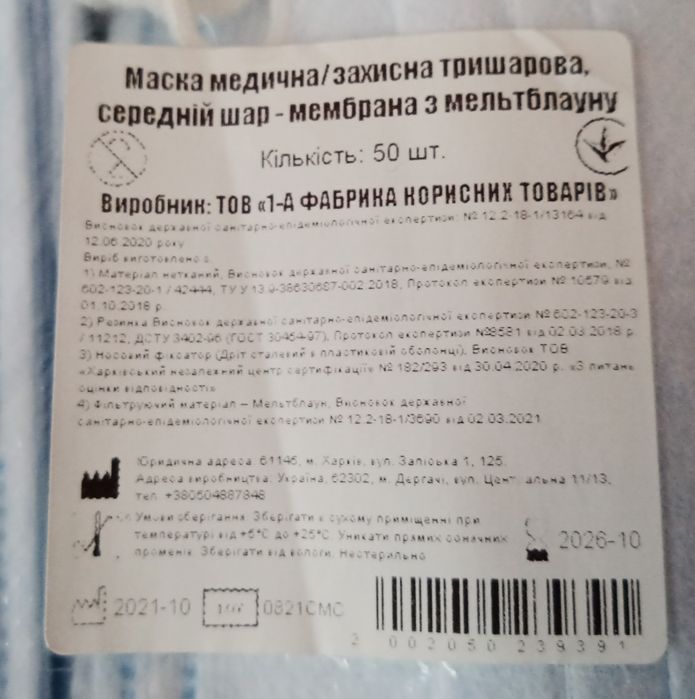 Маска медична/захисна тришарова,
середній шар - мембрана з мельтблауну
Кількість: 50 шт.
Виробник: ТОВ «1-А ФАБРИКА КОРИСНИХ ТОВАРІВ»
Висновок державної санітарно-епідеміологічної експертизи: № 12.2-18-1/13164 від
12.06.2020 року
Виріб виготовлено з
1) Матеріал нетканий, Висновок державної санітарно-епідеміологічної експертизи, №
602-123-20-1 / 42444, ТУ У 13.9-38630687-002:2018, Протокол експертизи № 10679 від
01.10.2018 р.
2) Резинка Висновок державної санітарно-епідеміологічної експертизи № 602-123-20-3
/ 11212, ДСТУ 3402-96 (ГОСТ 30454-97), Протокол експертизи №8581 від 02.03.2018 р.
3) Носовий фіксатор (Дріт сталевий в пластиковій оболонці), Висновок ТОВ
«Харківський незалежний центр сертифікації» № 182/293 від 30.04.2020 р. «З питань
оцінки відповідності»
4) Фільтруючий матеріал – Мельтблаун, Висновок державної
санітарно-епідеміологічної експертизи № 12.2-18-1/3690 від 02.03.2021
Юридична адреса: 61146, м. Харків, вул. 1, 125.
Адреса виробництва: Україна, 62302, м. Дергачі, вул. Центральна 11/13,
тел. +380504887848
Умови зберігання: Зберігати в сухому приміщенні при
температурі від +5°C до +25°C. Уникати прямих сонячних
променів. Зберігати від вологи. Нестерильно
2026-10
2021-10 LOT 0821CMC
2 002050 239391